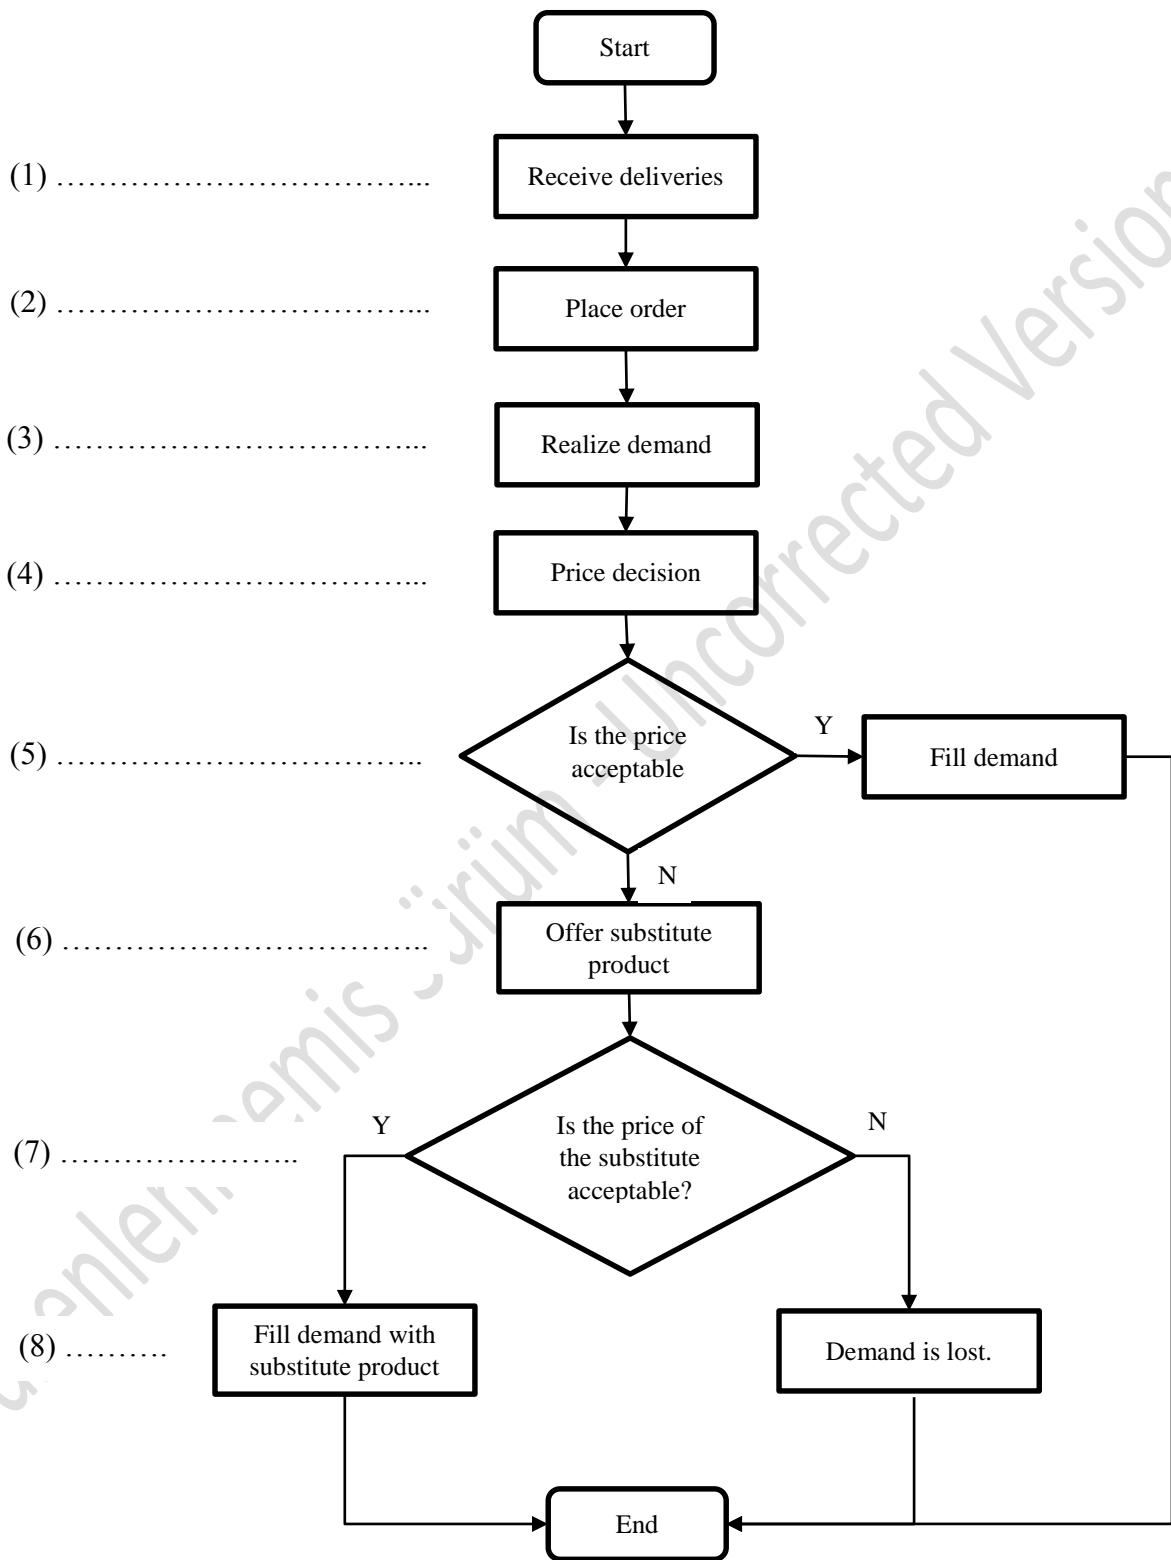 Start
(1) …………………………………...
Receive deliveries
(2) …………………………………...
Place order
(3) …………………………………...
Realize demand
(4) …………………………………...
Price decision
(5) …………………………………..
Is the price
acceptable
Y
Fill demand
N
(6) …………………………………..
Offer substitute
product
(7) …………………..
Y
Is the price of
the substitute
acceptable?
N
(8) ……….
Fill demand with
substitute product
Demand is lost.
End
Uncorrected Version